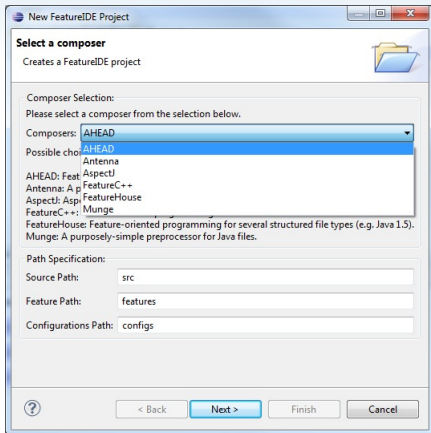 New FeatureIDE Project
Select a composer
Creates a FeatureIDE project
Composer Selection:
Please select a composer from the selection below.
Composers: AHEAD
Possible choi
AHEAD
Antenna
AspectJ
FeatureC++
FeatureHouse
Munge
AHEAD: Feat
Antenna: A p
AspectJ: Asp
FeatureC++:
FeatureHouse: Feature-oriented programming for several structured file types (e.g. Java 1.5).
Munge: A purposely-simple preprocessor for Java files.
Path Specification:
Source Path: src
Feature Path: features
Configurations Path: configs
?
< Back Next > Finish Cancel